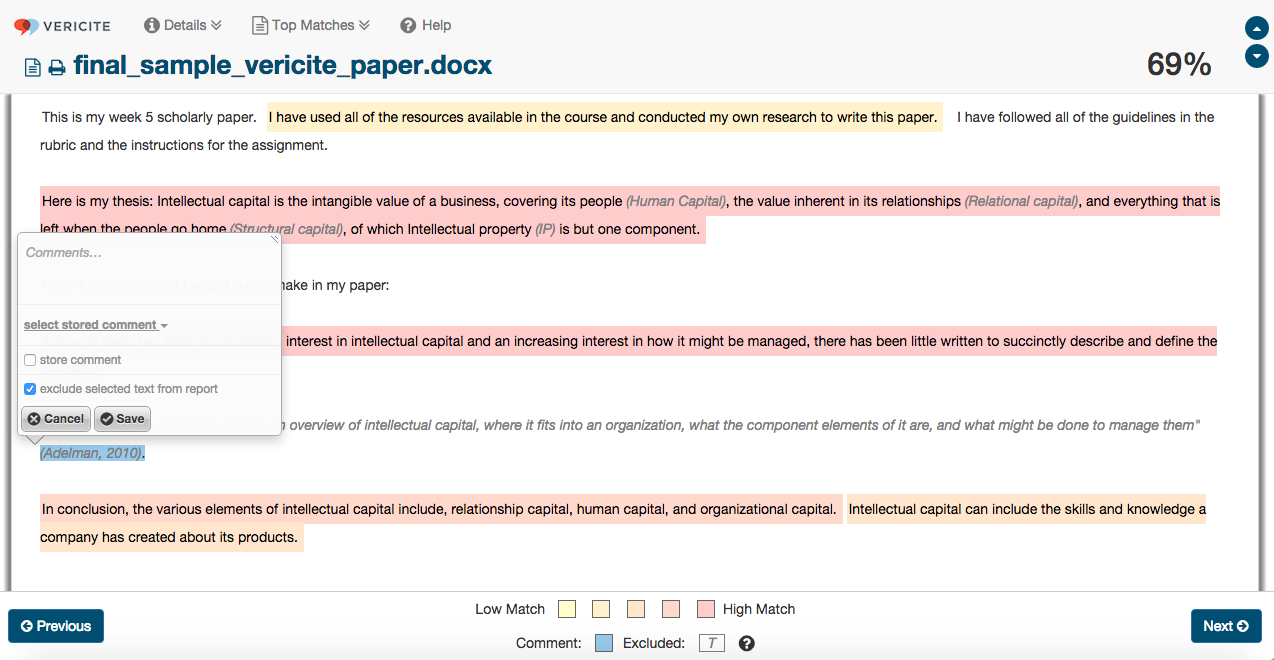 VERICITE Details Top Matches Help
final_sample_vericite_paper.docx 69%
This is my week 5 scholarly paper. I have used all of the resources available in the course and conducted my own research to write this paper. I have followed all of the guidelines in the
rubric and the instructions for the assignment.
Here is my thesis: Intellectual capital is the intangible value of a business, covering its people (Human Capital), the value inherent in its relationships (Relational capital), and everything that is
left when the people go home (Structural capital), of which Intellectual property (IP) is but one component.
Comments...
make in my paper:
select stored comment
interest in intellectual capital and an increasing interest in how it might be managed, there has been little written to succinctly describe and define the
store comment
exclude selected text from report
Cancel Save
overview of intellectual capital, where it fits into an organization, what the component elements of it are, and what might be done to manage them"
(Adelman, 2010).
In conclusion, the various elements of intellectual capital include, relationship capital, human capital, and organizational capital. Intellectual capital can include the skills and knowledge a
company has created about its products.
Low Match High Match
Previous Next
Comment: Excluded: T